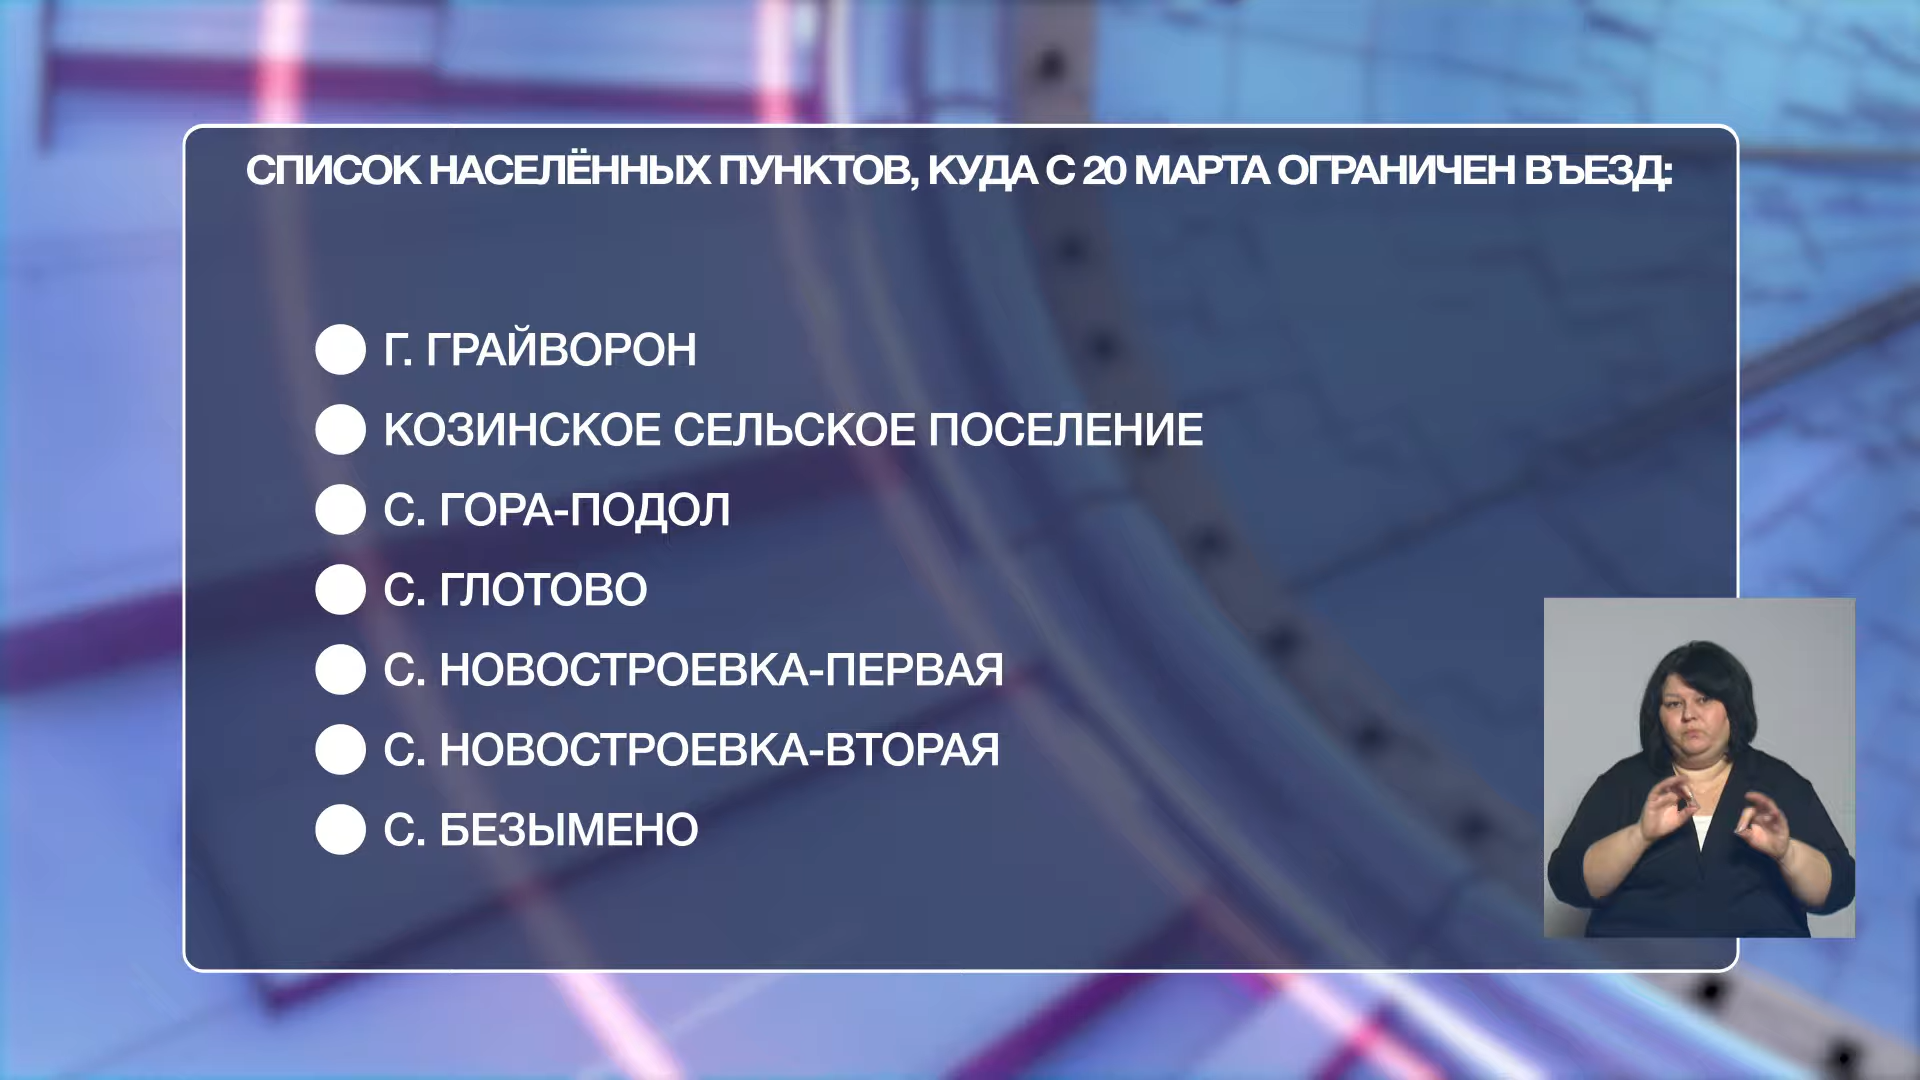 СПИСОК НАСЕЛЁННЫХ ПУНКТОВ, КУДА С 20 МАРТА ОГРАНИЧЕН ВЪЕЗД:
Г. ГРАЙВОРОН
КОЗИНСКОЕ СЕЛЬСКОЕ ПОСЕЛЕНИЕ
С. ГОРА-ПОДОЛ
С. ГЛОТОВО
С. НОВОСТРОЕВКА-ПЕРВАЯ
С. НОВОСТРОЕВКА-ВТОРАЯ
С. БЕЗЫМЕНО